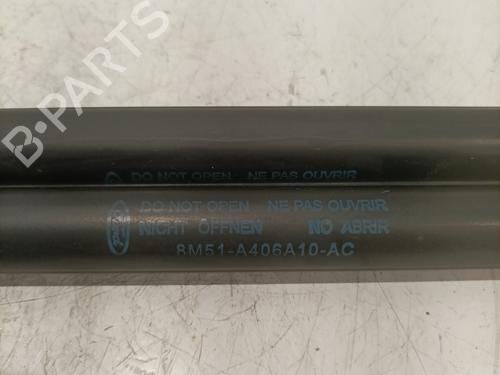 B-PARTS
DO NOT OPEN NE PAS OUVRIR
DO NOT OPEN NE PAS OUVRIR
NICHT ÖFFNEN NO ABRIR
8M51-A406A10-AC